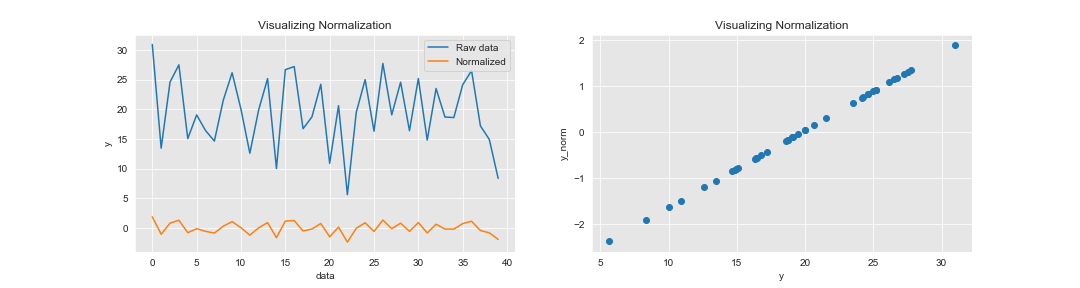 Visualizing Normalization
y
30
25
20
15
10
5
0
Raw data
Normalized
0 5 10 15 20 25 30 35 40
data
Visualizing Normalization
y_norm
2
1
0
−1
−2
5 10 15 20 25 30
y